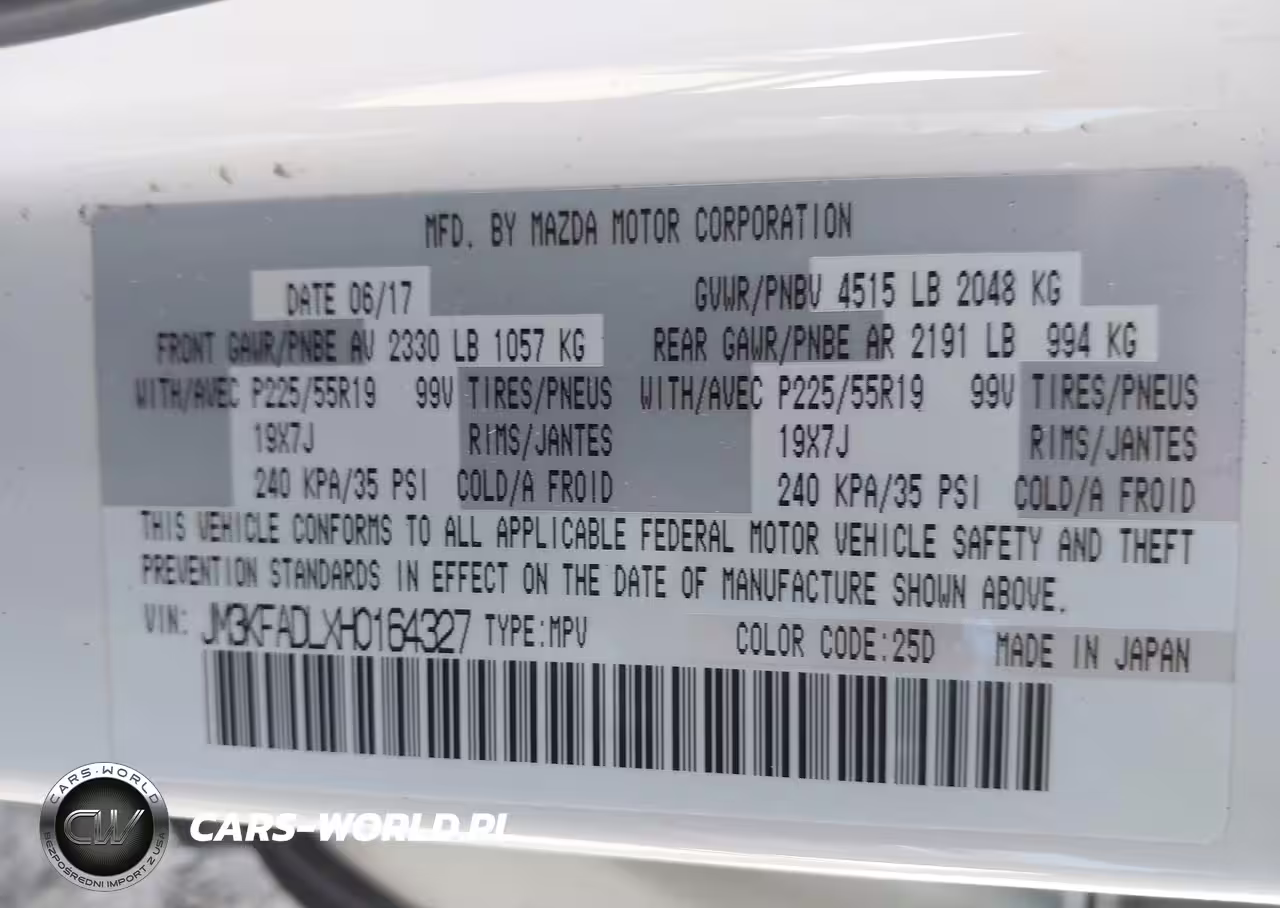 MFD. BY MAZDA MOTOR CORPORATION
DATE 06/17 GVWR/PNBV 4515 LB 2048 KG
FRONT GAWR/PNBE AV 2330 LB 1057 KG REAR GAWR/PNBE AR 2191 LB 994 KG
WITH/AVEC P225/55R19 99V TIRES/PNEUS WITH/AVEC P225/55R19 99V TIRES/PNEUS
19X7J RIMS/JANTES 19X7J RIMS/JANTES
240 KPA/35 PSI COLD/A FROID 240 KPA/35 PSI COLD/A FROID
THIS VEHICLE CONFORMS TO ALL APPLICABLE FEDERAL MOTOR VEHICLE SAFETY AND THEFT
PREVENTION STANDARDS IN EFFECT ON THE DATE OF MANUFACTURE SHOWN ABOVE.
VIN: JM3KFADLXH0164327 TYPE:MPV COLOR CODE:25D MADE IN JAPAN
CARS-WORLD
CW
BEZPOŚREDNI IMPORT Z USA
CARS-WORLD.PL